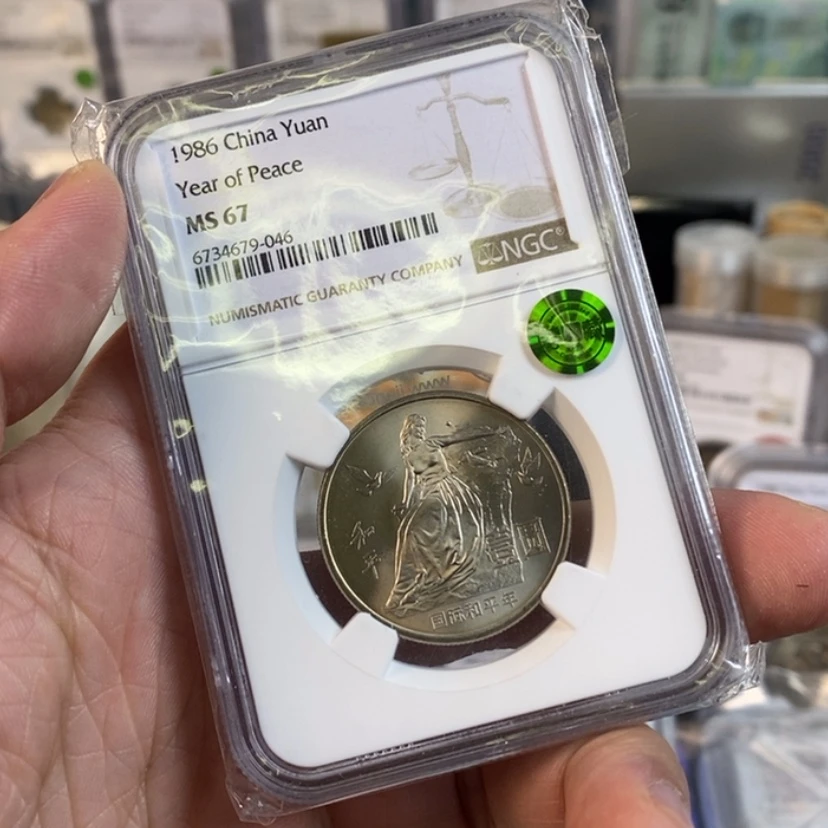 1986 China Yuan
Year of Peace
MS 67
6734679-046
NGC®
NUMISMATIC GUARANTY COMPANY
和平
壹圆
国际和平年